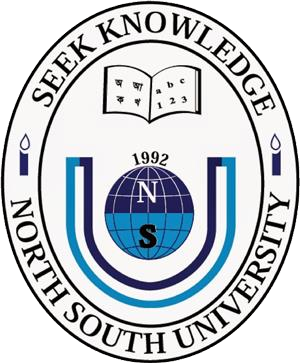 SEEK KNOWLEDGE
অ আ
ক খ
a b c
1 2 3
1992
N
S
NORTH SOUTH UNIVERSITY